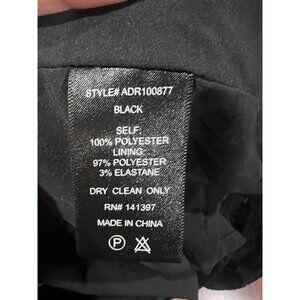 STYLE# ADR100877
BLACK
SELF:
100% POLYESTER
LINING:
97% POLYESTER
3% ELASTANE
DRY CLEAN ONLY
RN# 141397
MADE IN CHINA
P